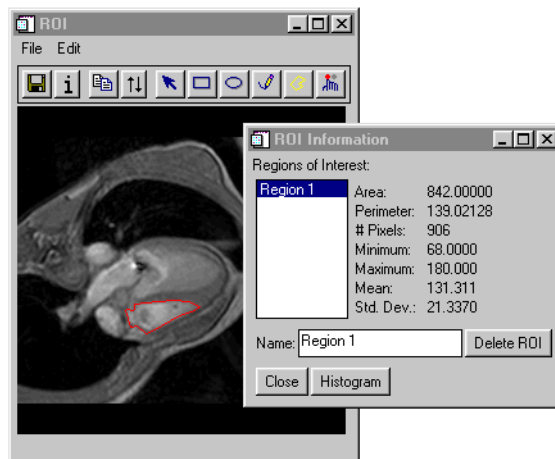 ROI
File Edit
ROI Information
Regions of Interest:
Region 1
Area: 842.00000
Perimeter: 139.02128
# Pixels: 906
Minimum: 68.0000
Maximum: 180.000
Mean: 131.311
Std. Dev.: 21.3370
Name: Region 1 Delete ROI
Close Histogram